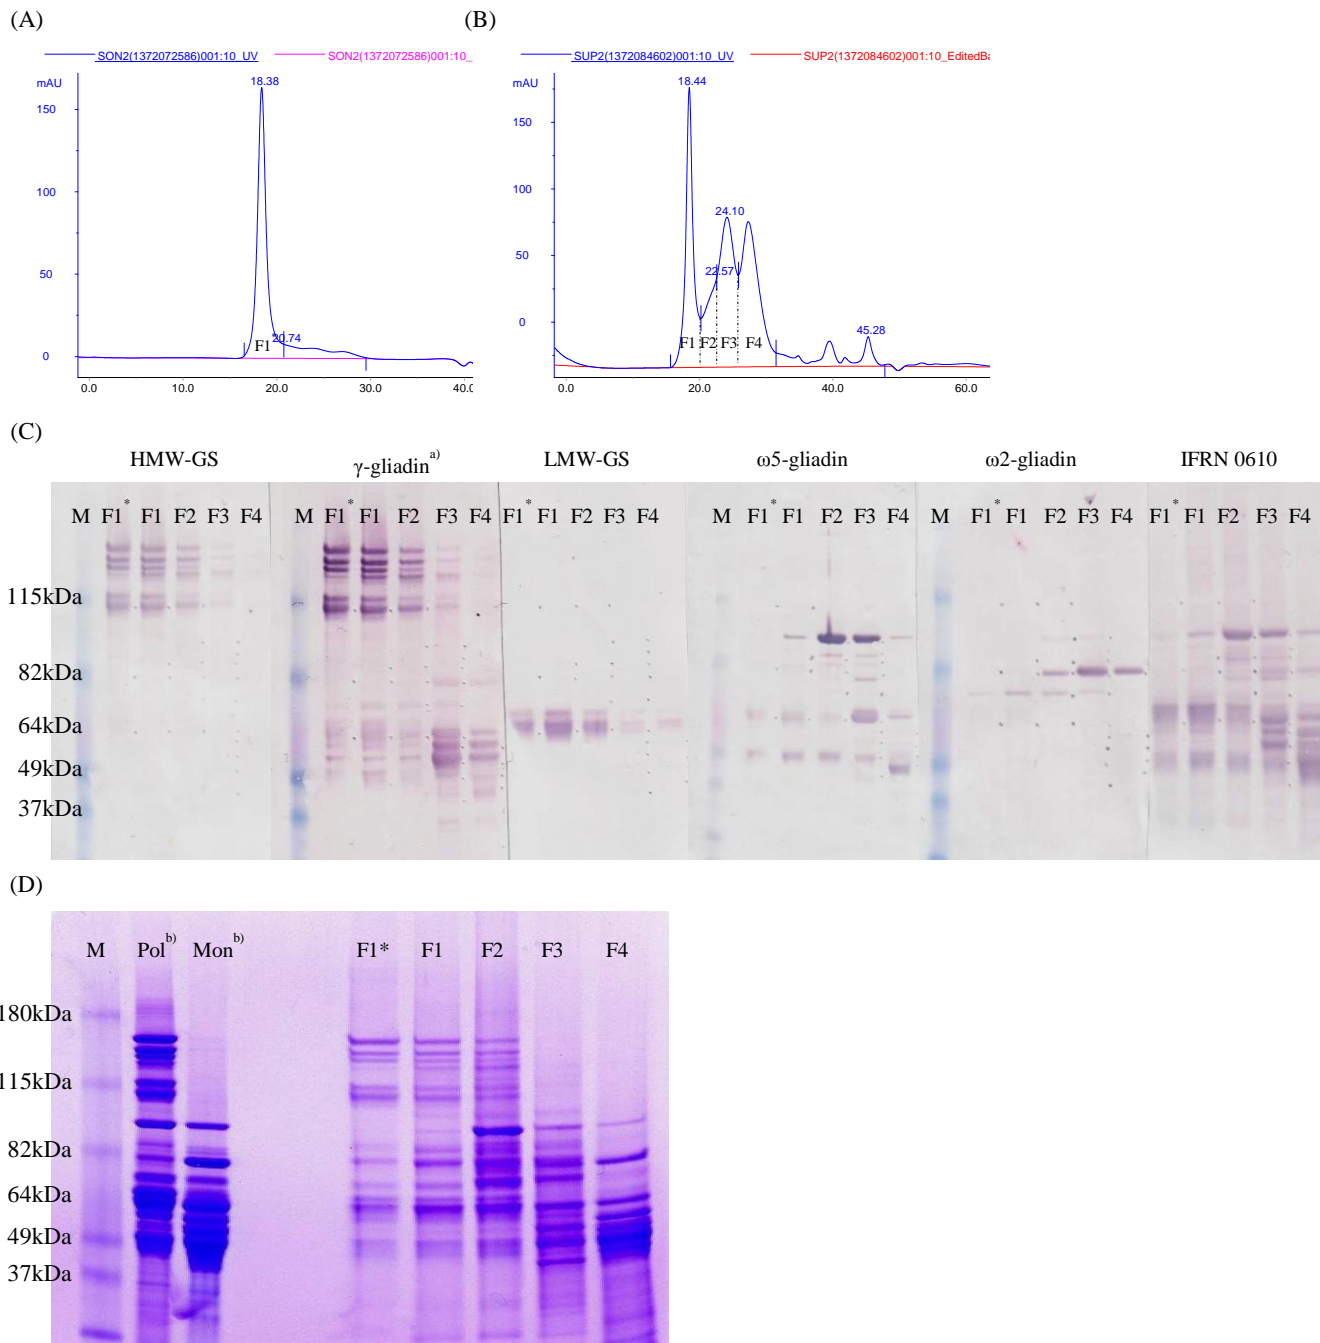 (A)
(B)
SON2(1372072586)001:10_UV
SON2(1372072586)001:10_
SUP2(1372084602)001:10_UV
SUP2(1372084602)001:10_EditedBa
mAU
18.38
150
100
50
0
F1
20.74
0.0
10.0
20.0
30.0
40.0
mAU
18.44
150
100
50
0
24.10
22.57
F1 F2 F3 F4
45.28
0.0
20.0
40.0
60.0
(C)
HMW-GS
γ-gliadin a)
LMW-GS
ω5-gliadin
ω2-gliadin
IFRN 0610
M F1* F1 F2 F3 F4
M F1* F1 F2 F3 F4
F1* F1 F2 F3 F4
M F1* F1 F2 F3 F4
M F1* F1 F2 F3 F4
F1* F1 F2 F3 F4
115kDa
82kDa
64kDa
49kDa
37kDa
(D)
M Pol b) Mon b) F1* F1 F2 F3 F4
180kDa
115kDa
82kDa
64kDa
49kDa
37kDa